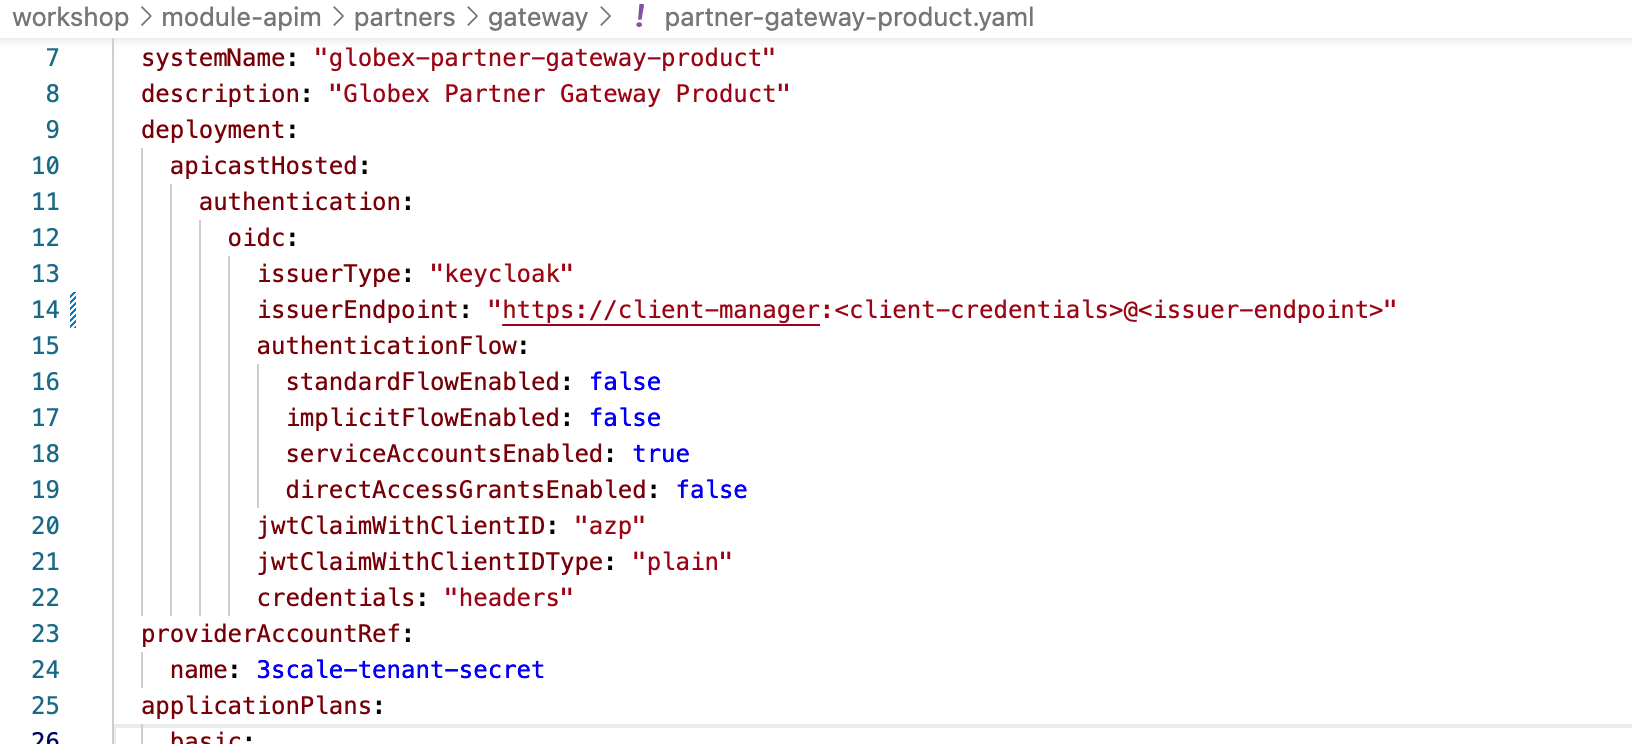 workshop > module-apim > partners > gateway > ! partner-gateway-product.yaml
7 systemName: "globex-partner-gateway-product"
8 description: "Globex Partner Gateway Product"
9 deployment:
10 apicastHosted:
11 authentication:
12 oidc:
13 issuerType: "keycloak"
14 issuerEndpoint: "https://client-manager:<client-credentials>@<issuer-endpoint>"
15 authenticationFlow:
16 standardFlowEnabled: false
17 implicitFlowEnabled: false
18 serviceAccountsEnabled: true
19 directAccessGrantsEnabled: false
20 jwtClaimWithClientID: "azp"
21 jwtClaimWithClientIDType: "plain"
22 credentials: "headers"
23 providerAccountRef:
24 name: 3scale-tenant-secret
25 applicationPlans:
26 basic: